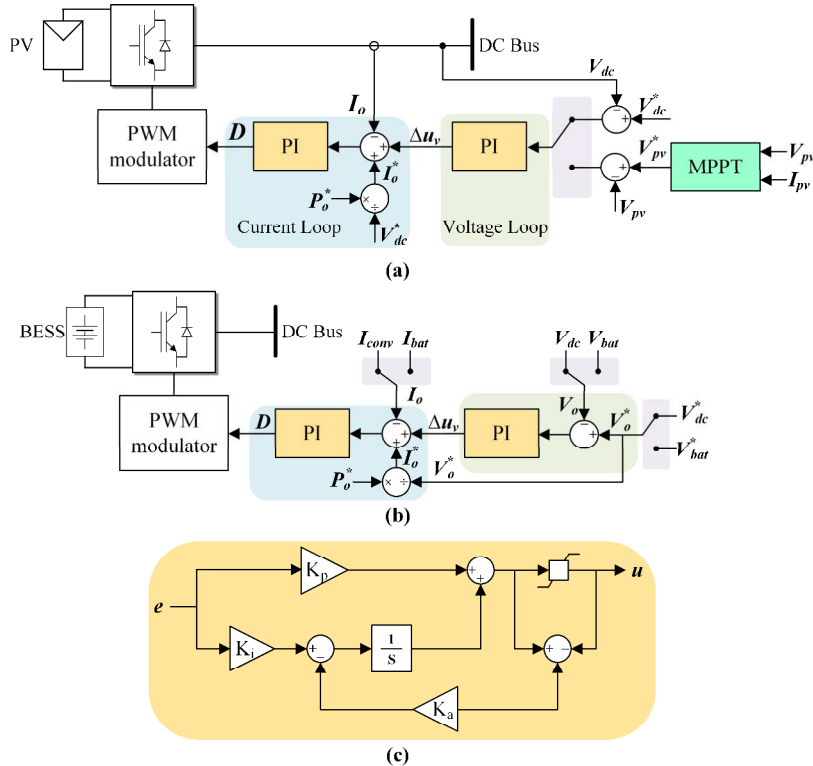 PV
DC Bus
V_dc
I_o
V*_dc
PWM
modulator
D
PI
− +
+
Δu_v
PI
−
+
V*_pv
MPPT
V_pv
I_pv
I*_o
P*_o
× ÷
+
−
V_pv
Current Loop
V*_dc
Voltage Loop
(a)
BESS
DC Bus
I_conv
I_bat
V_dc
V_bat
PWM
modulator
D
PI
I_o
− +
+
Δu_v
PI
V_o
−
+
V*_o
V*_dc
I*_o
V*_o
P*_o
× ÷
V*_bat
(b)
K_p
+
+
u
e
K_i
+ −
1
s
+ −
K_a
(c)